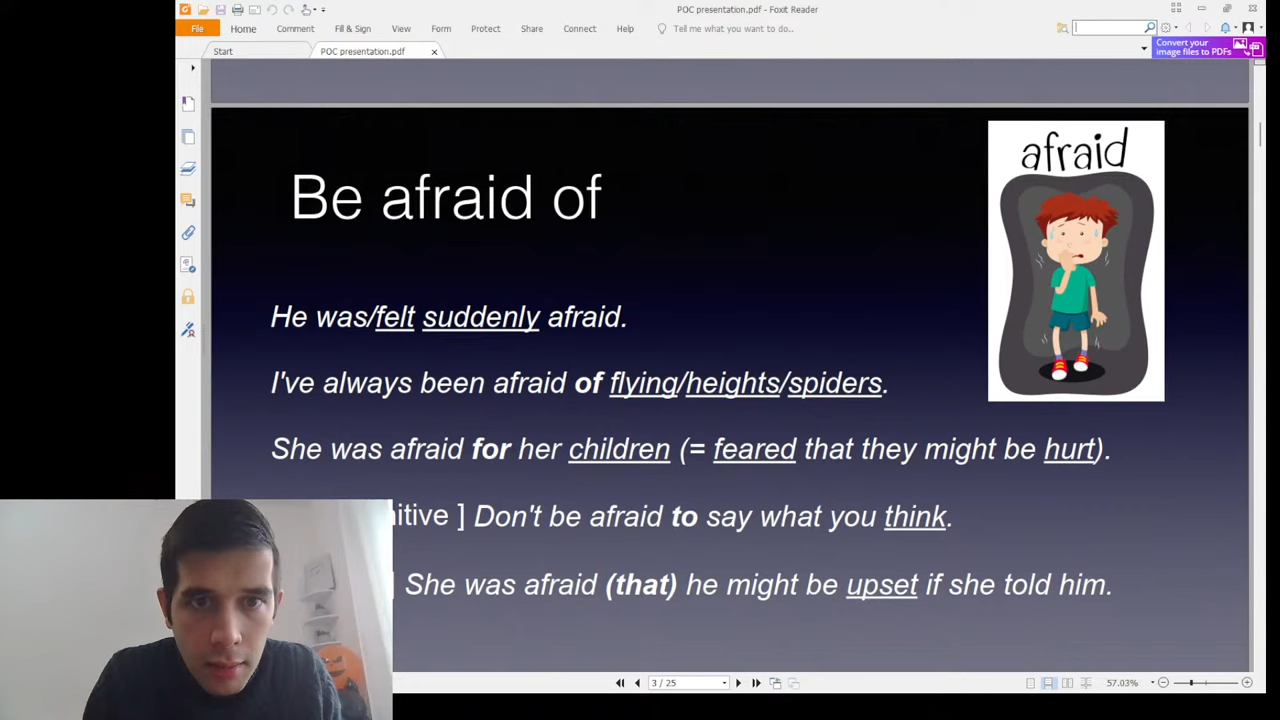 POC presentation.pdf - Foxit Reader
File Home Comment Fill & Sign View Form Protect Share Connect Help Tell me what you want to do..
Convert your
image files to PDFs
Start POC presentation.pdf
afraid
Be afraid of
He was/felt suddenly afraid.
I've always been afraid of flying/heights/spiders.
She was afraid for her children (= feared that they might be hurt).
nitive ] Don't be afraid to say what you think.
] She was afraid (that) he might be upset if she told him.
3 / 25
57.03%